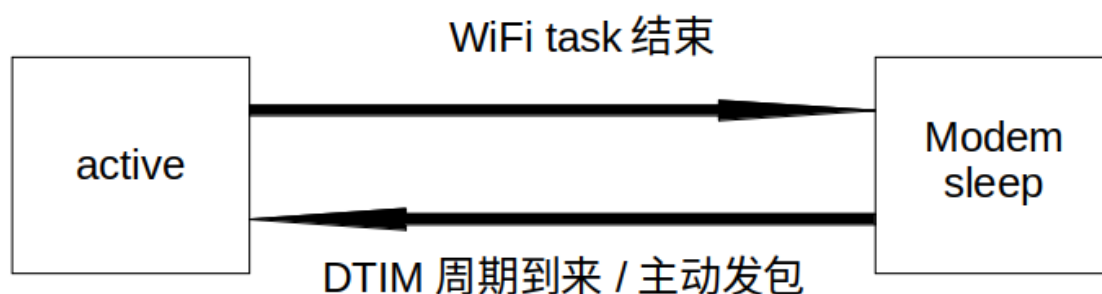 WiFi task 结束
active
Modem
sleep
DTIM 周期到来 / 主动发包